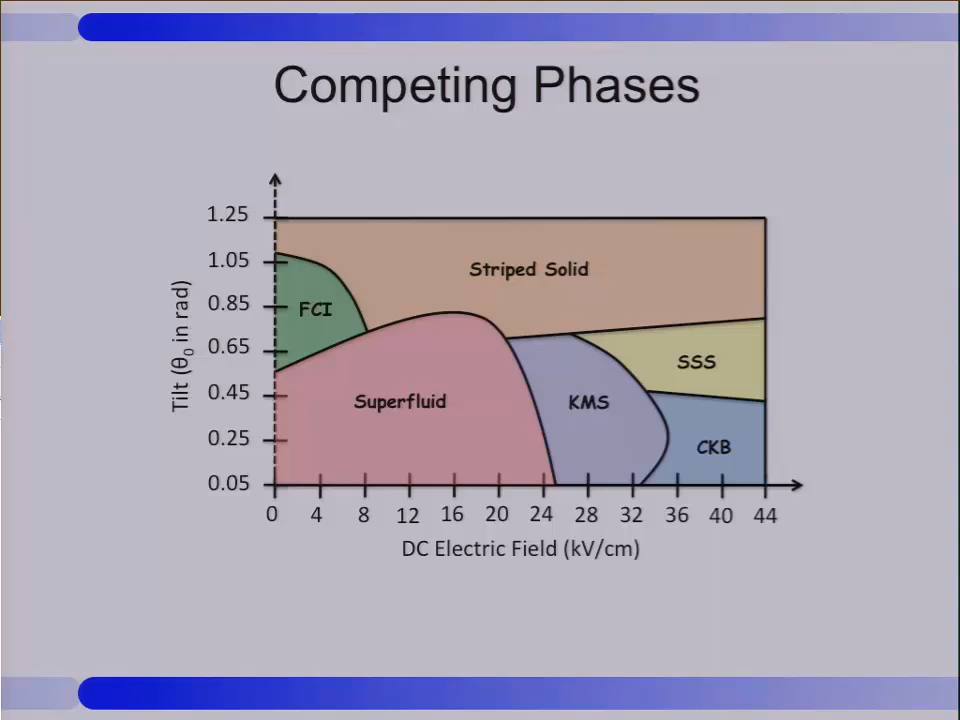 Competing Phases
1.25
1.05
0.85
0.65
0.45
0.25
0.05
Tilt (θ0 in rad)
Striped Solid
FCI
SSS
Superfluid
KMS
CKB
0 4 8 12 16 20 24 28 32 36 40 44
DC Electric Field (kV/cm)